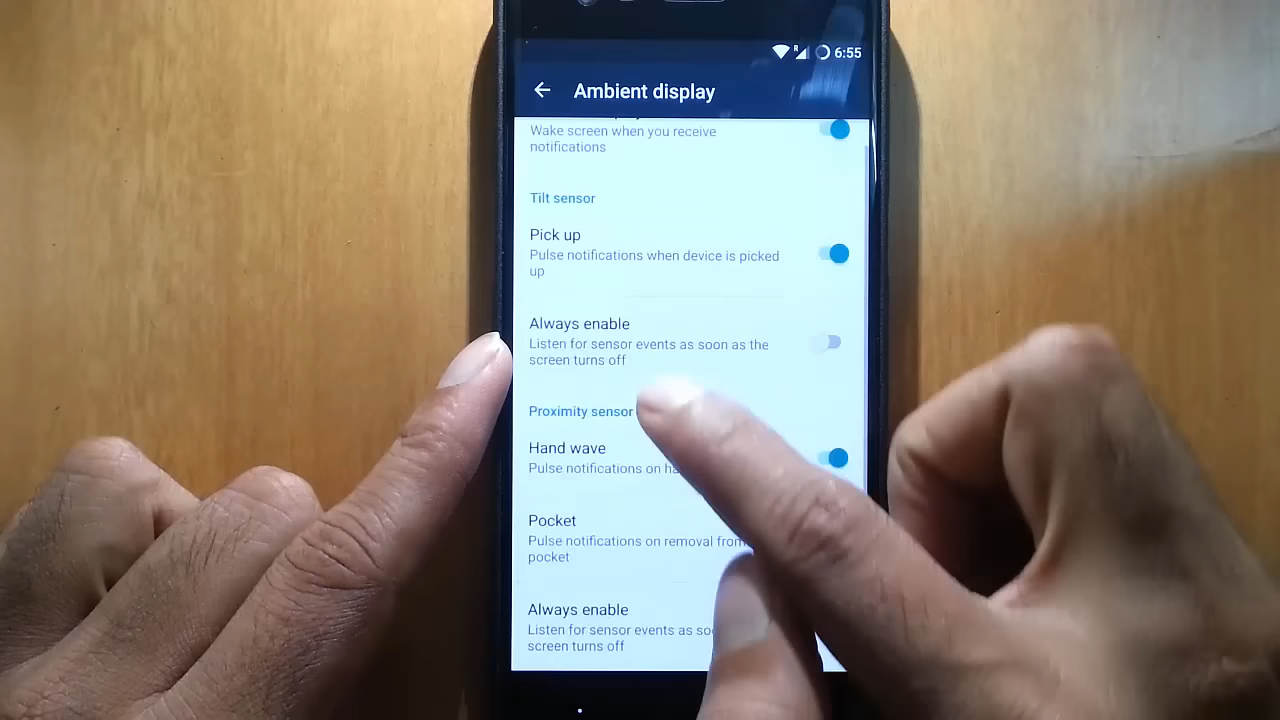 R
6:55
Ambient display
Wake screen when you receive
notifications
Tilt sensor
Pick up
Pulse notifications when device is picked
up
Always enable
Listen for sensor events as soon as the
screen turns off
Proximity sensor
Hand wave
Pulse notifications on
Pocket
Pulse notifications on removal from
pocket
Always enable
Listen for sensor events as
screen turns off